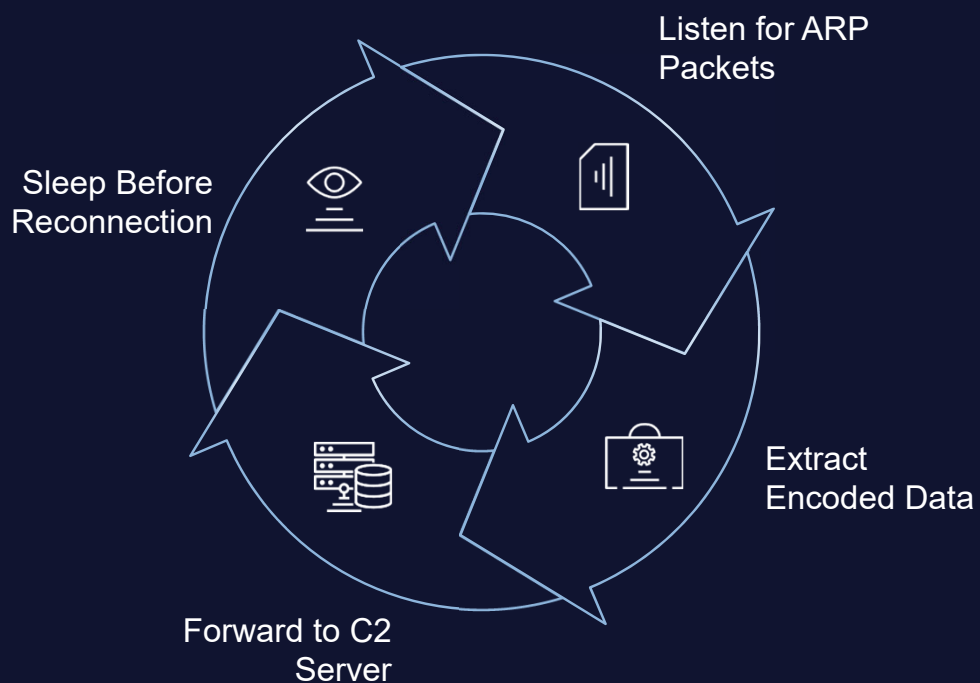 Listen for ARP
Packets
Sleep Before
Reconnection
Extract
Encoded Data
Forward to C2
Server